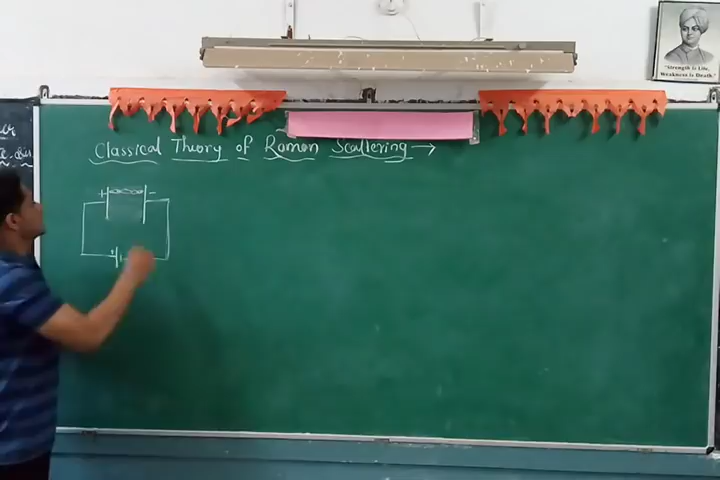 Classical Theory of Raman Scattering →
+ −
+
"Strength is Life,
Weakness is Death."